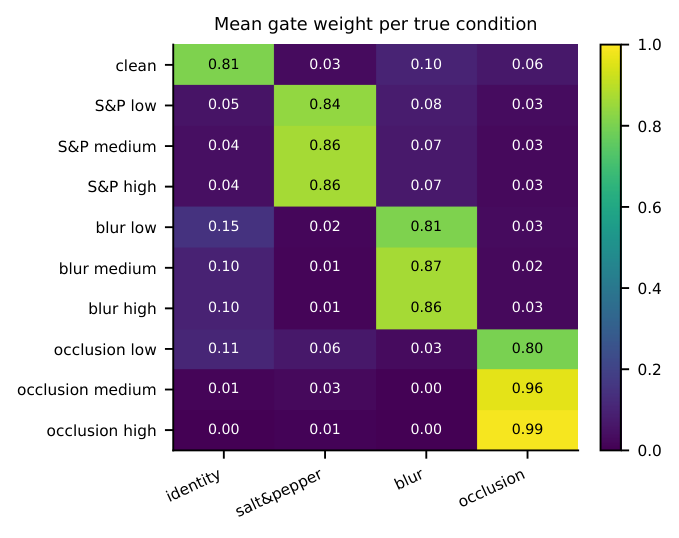 Mean gate weight per true condition
clean 0.81 0.03 0.10 0.06
S&P low 0.05 0.84 0.08 0.03
S&P medium 0.04 0.86 0.07 0.03
S&P high 0.04 0.86 0.07 0.03
blur low 0.15 0.02 0.81 0.03
blur medium 0.10 0.01 0.87 0.02
blur high 0.10 0.01 0.86 0.03
occlusion low 0.11 0.06 0.03 0.80
occlusion medium 0.01 0.03 0.00 0.96
occlusion high 0.00 0.01 0.00 0.99
identity salt&pepper blur occlusion
1.0
0.8
0.6
0.4
0.2
0.0